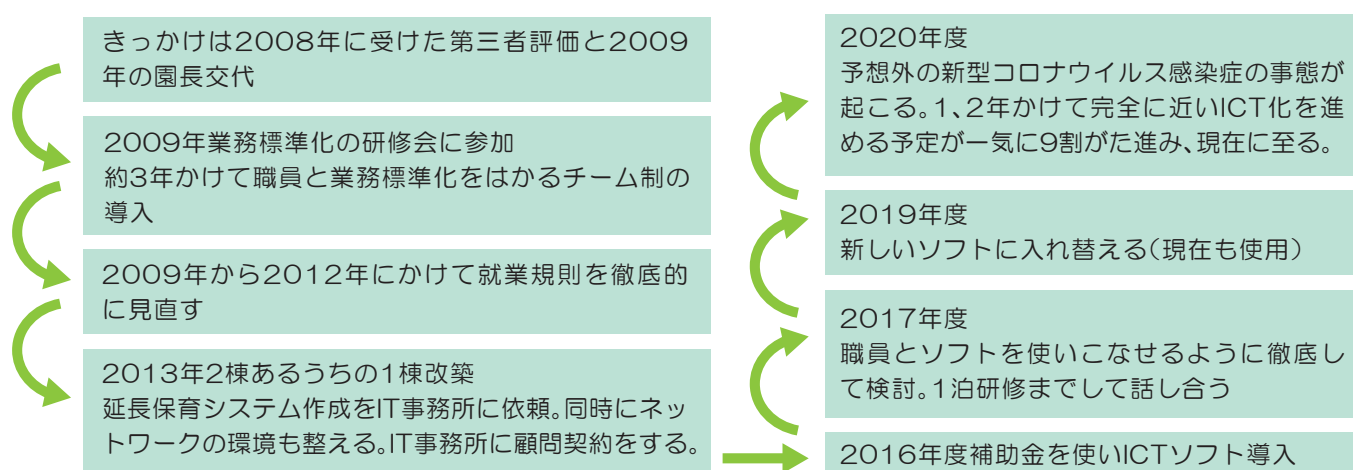 きっかけは2008年に受けた第三者評価と2009
年の園長交代
2009年業務標準化の研修会に参加
約3年かけて職員と業務標準化をはかるチーム制の
導入
2009年から2012年にかけて就業規則を徹底的
に見直す
2013年2棟あるうちの1棟改築
延長保育システム作成をIT事務所に依頼。同時にネッ
トワークの環境も整える。IT事務所に顧問契約をする。
2016年度補助金を使いICTソフト導入
2017年度
職員とソフトを使いこなせるように徹底し
て検討。1泊研修までして話し合う
2019年度
新しいソフトに入れ替える(現在も使用)
2020年度
予想外の新型コロナウイルス感染症の事態が
起こる。1、2年かけて完全に近いICT化を進
める予定が一気に9割がた進み、現在に至る。